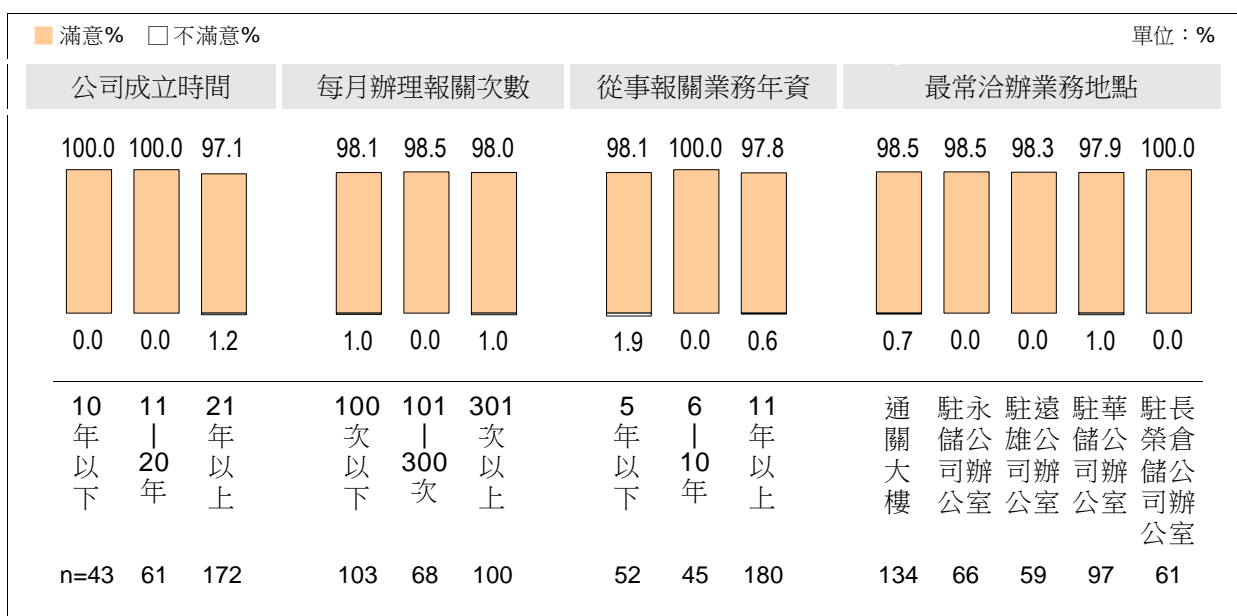 滿意% 不滿意% 單位：%
公司成立時間 每月辦理報關次數 從事報關業務年資 最常洽辦業務地點
100.0 100.0 97.1 98.1 98.5 98.0 98.1 100.0 97.8 98.5 98.5 98.3 97.9 100.0
0.0 0.0 1.2 1.0 0.0 1.0 1.9 0.0 0.6 0.7 0.0 0.0 1.0 0.0
10年以下
11|20年
21年以上
100次以下
101|300次
301次以上
5年以下
6|10年
11年以上
通關大樓
駐永儲公司辦公室
駐遠雄公司辦公室
駐華儲公司辦公室
駐長榮倉儲公司辦公室
n=43 61 172 103 68 100 52 45 180 134 66 59 97 61